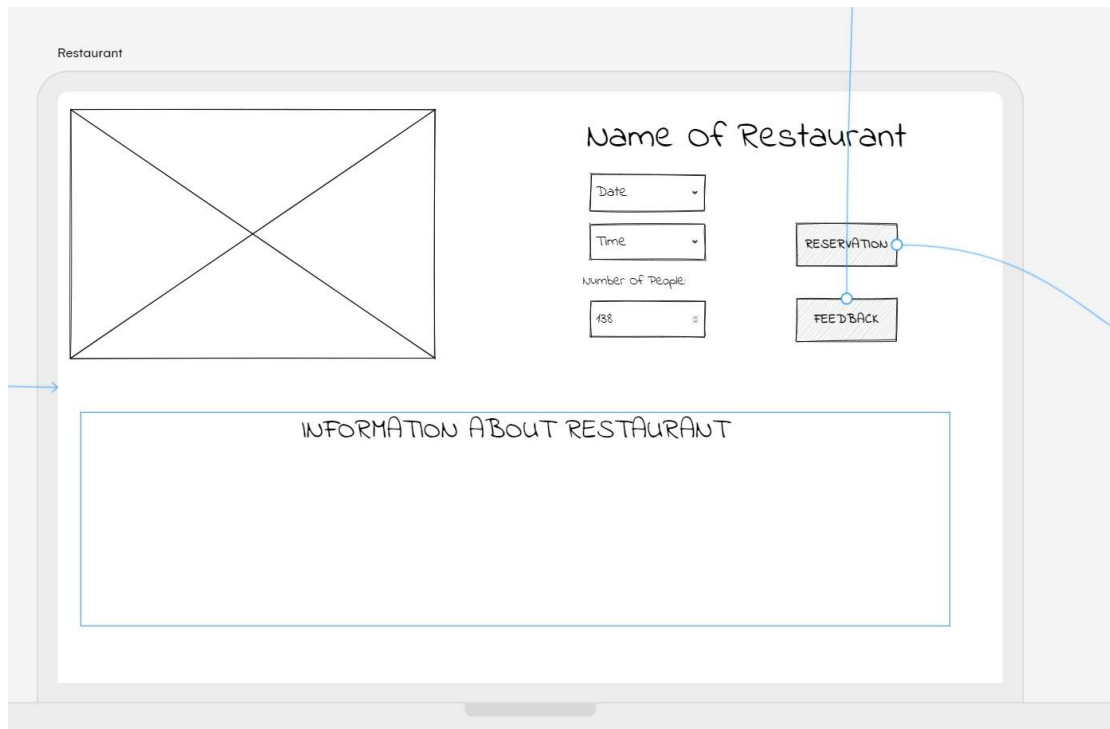 Restaurant
Name of Restaurant
Date
Time
RESERVATION
Number of People:
138
FEEDBACK
INFORMATION ABOUT RESTAURANT